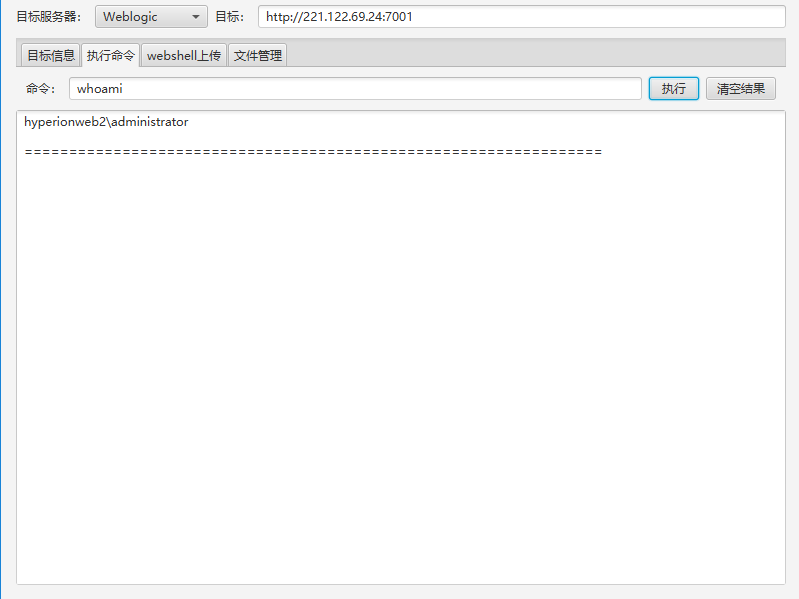 目标服务器： Weblogic 目标： http://221.122.69.24:7001
目标信息 执行命令 webshell上传 文件管理
命令： whoami 执行 清空结果
hyperionweb2\administrator
=================================================================